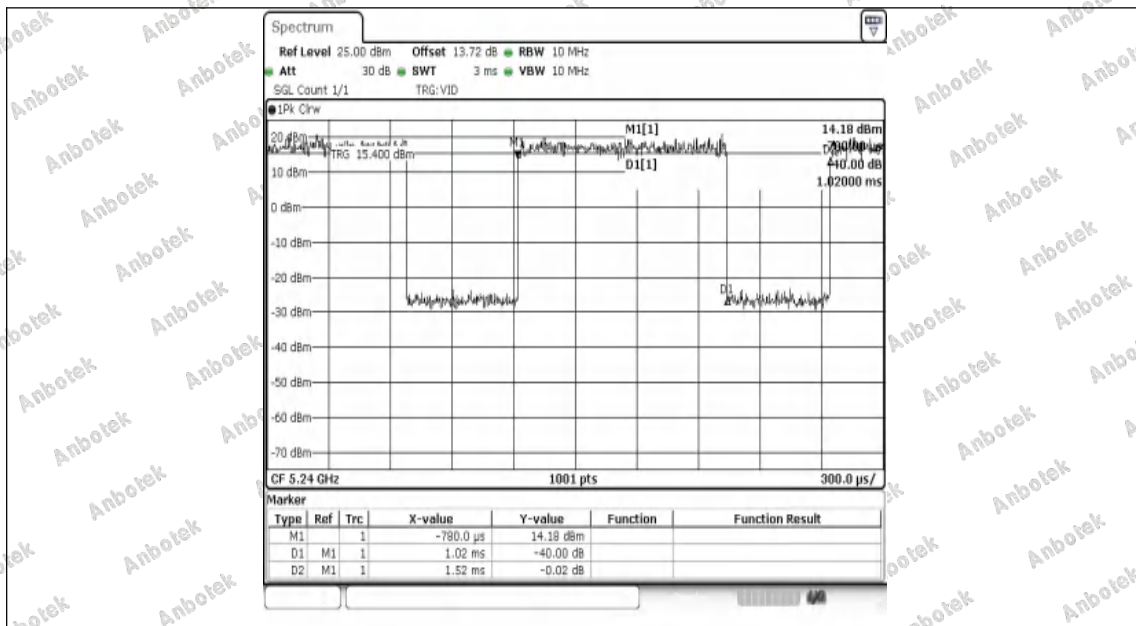 Spectrum
Ref Level 25.00 dBm Offset 13.72 dB RBW 10 MHz
Att 30 dB SWT 3 ms VBW 10 MHz
SGL Count 1/1 TRG:VID
1Pk Clrw
M1[1] 14.18 dBm
D1[1] -40.00 dB
1.02000 ms
20 dBm
TRG 15.400 dBm
M1
10 dBm
0 dBm
-10 dBm
-20 dBm
D1
-30 dBm
-40 dBm
-50 dBm
-60 dBm
-70 dBm
CF 5.24 GHz 1001 pts 300.0 µs/
Marker
Type Ref Trc X-value Y-value Function Function Result
M1 1 -780.0 µs 14.18 dBm
D1 M1 1 1.02 ms -40.00 dB
D2 M1 1 1.52 ms -0.02 dB
Anbotek